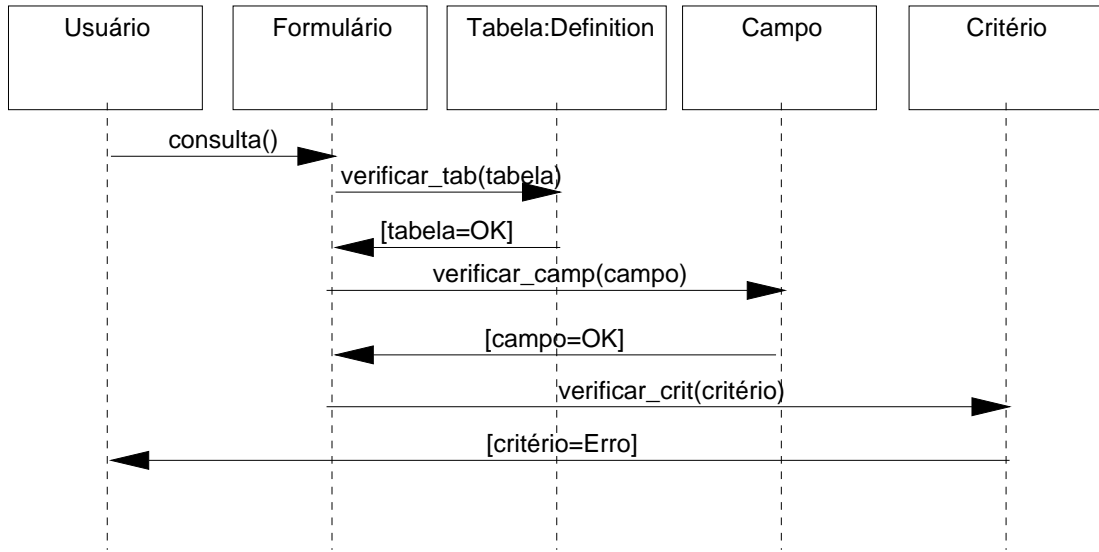 Usuário
Formulário
Tabela:Definition
Campo
Critério
consulta()
verificar_tab(tabela)
[tabela=OK]
verificar_camp(campo)
[campo=OK]
verificar_crit(critério)
[critério=Erro]